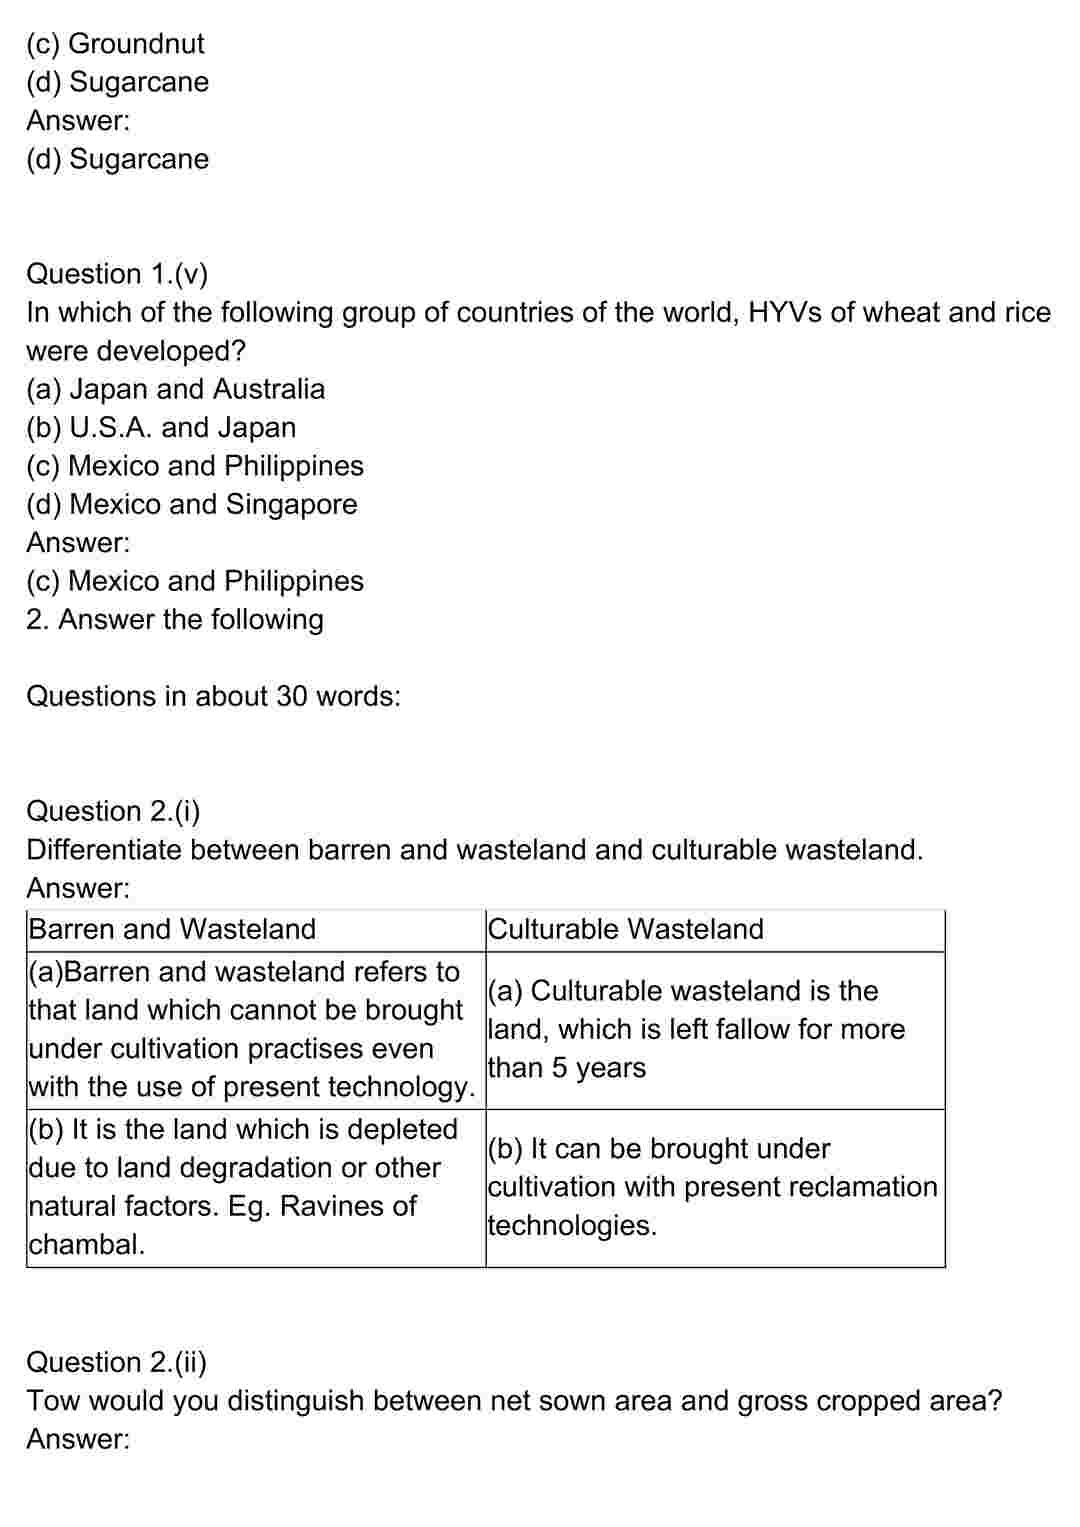 (c) Groundnut
(d) Sugarcane
Answer:
(d) Sugarcane
Question 1.(v)
In which of the following group of countries of the world, HYVs of wheat and rice
were developed?
(a) Japan and Australia
(b) U.S.A. and Japan
(c) Mexico and Philippines
(d) Mexico and Singapore
Answer:
(c) Mexico and Philippines
2. Answer the following
Questions in about 30 words:
Question 2.(i)
Differentiate between barren and wasteland and culturable wasteland.
Answer:
Barren and Wasteland
Culturable Wasteland
(a)Barren and wasteland refers to
that land which cannot be brought
under cultivation practises even
with the use of present technology.
(a) Culturable wasteland is the
land, which is left fallow for more
than 5 years
(b) It is the land which is depleted
due to land degradation or other
natural factors. Eg. Ravines of
chambal.
(b) It can be brought under
cultivation with present reclamation
technologies.
Question 2.(ii)
Tow would you distinguish between net sown area and gross cropped area?
Answer: